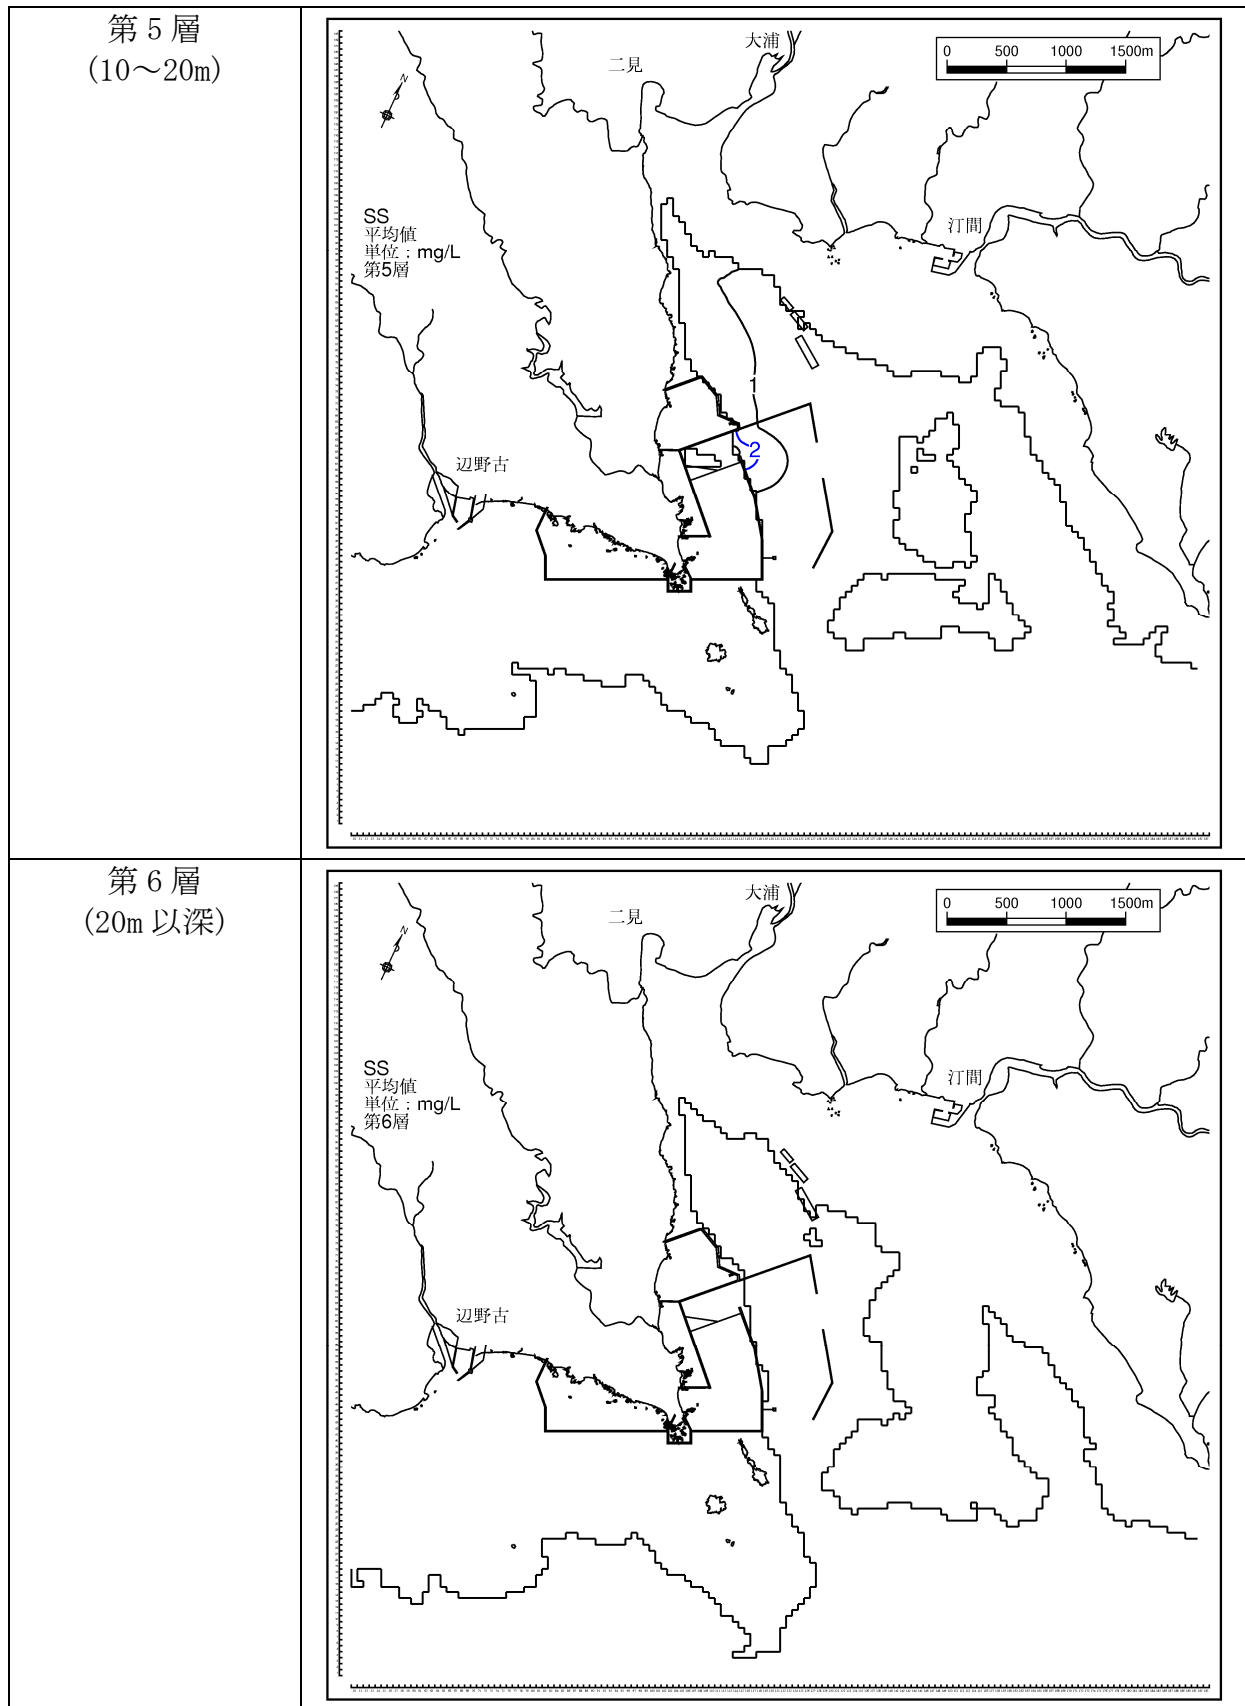 第５層
(10～20m)
大浦
二見
0 500 1000 1500m
N
SS
平均値
単位：mg/L
第5層
汀間
1
2
辺野古
第６層
(20m 以深)
大浦
二見
0 500 1000 1500m
N
SS
平均値
単位：mg/L
第6層
汀間
辺野古